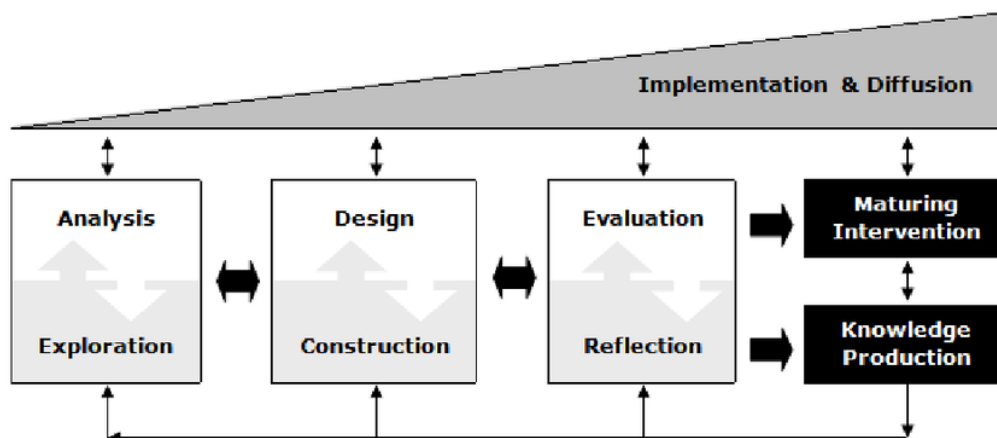 Implementation & Diffusion
Analysis
Exploration
Design
Construction
Evaluation
Reflection
Maturing
Intervention
Knowledge
Production